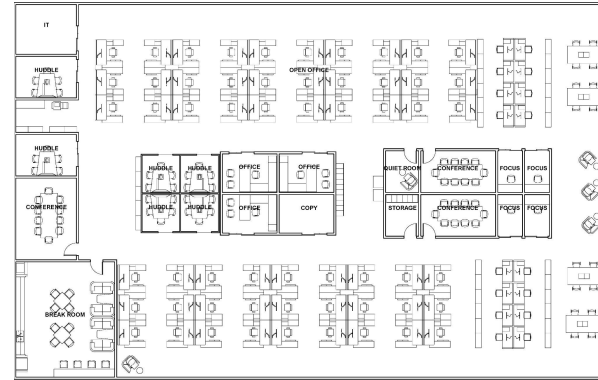 IT
HUDDLE
OPEN OFFICE
HUDDLE
HUDDLE
HUDDLE
OFFICE
OFFICE
QUIET ROOM
CONFERENCE
FOCUS
FOCUS
CONFERENCE
HUDDLE
HUDDLE
OFFICE
COPY
STORAGE
CONFERENCE
FOCUS
FOCUS
BREAK ROOM